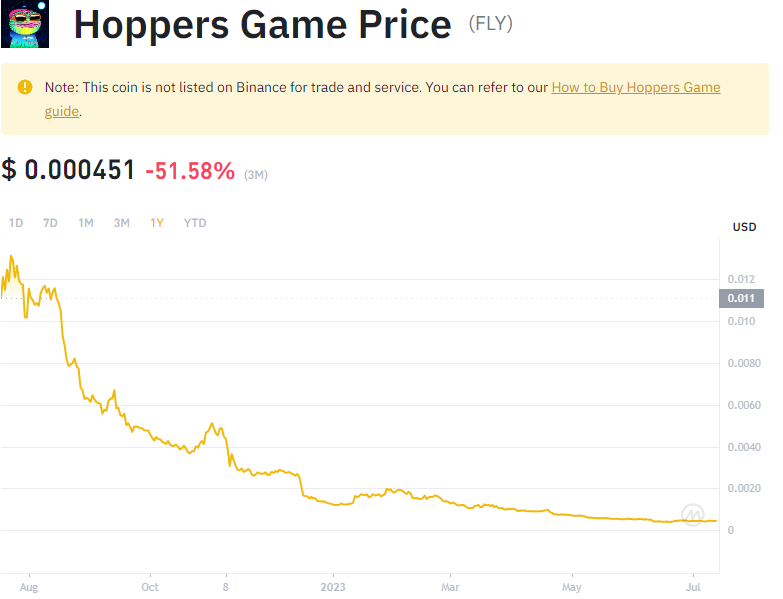 Hoppers Game Price (FLY)
Note: This coin is not listed on Binance for trade and service. You can refer to our How to Buy Hoppers Game
guide.
$ 0.000451 -51.58% (3M)
1D 7D 1M 3M 1Y YTD
USD
0.012
0.011
0.010
0.0080
0.0060
0.0040
0.0020
0
Aug Oct 8 2023 Mar May Jul